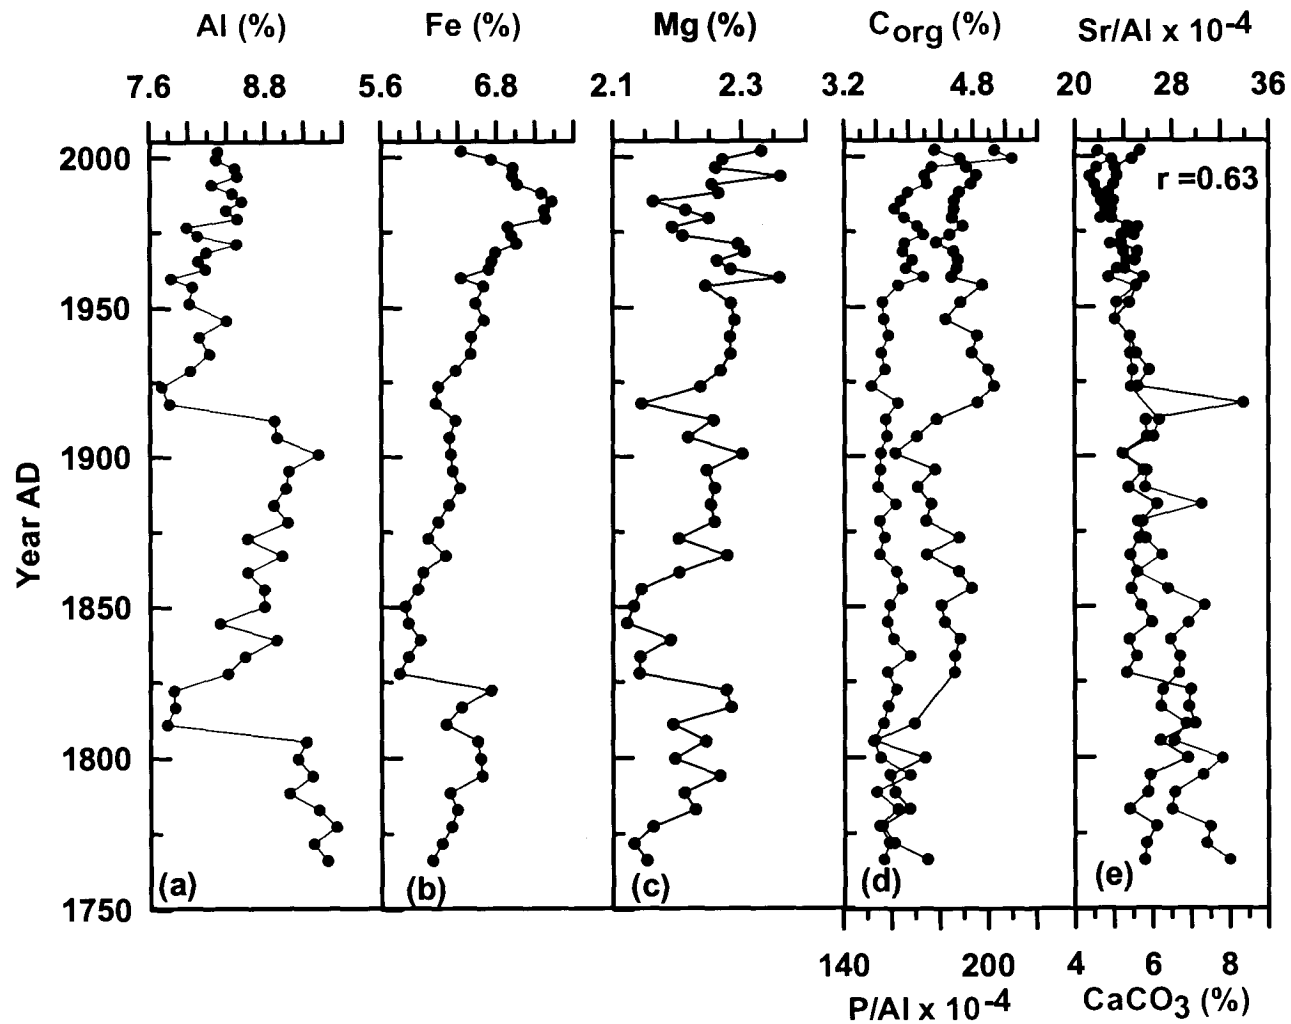 Al (%) Fe (%) Mg (%) Corg (%) Sr/Al x 10-4
7.6 8.8 5.6 6.8 2.1 2.3 3.2 4.8 20 28 36
2000
r =0.63
1950
1900
Year AD
1850
1800
(a) (b) (c) (d) (e)
1750
140 200 4 6 8
P/Al x 10-4 CaCO3 (%)